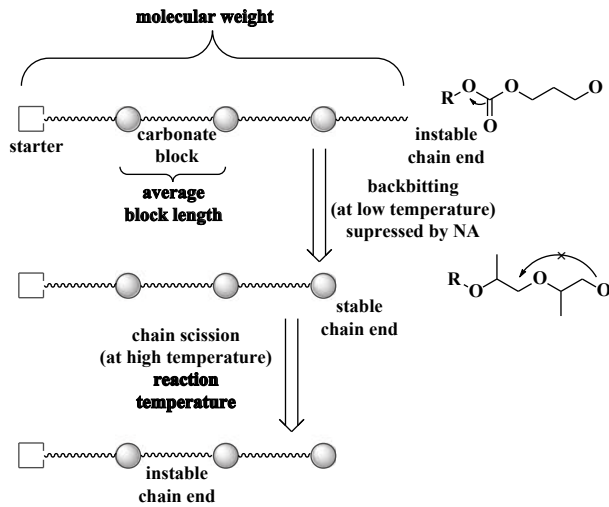 molecular weight
starter
carbonate
block
average
block length
R
O
O
O
O
instable
chain end
backbitting
(at low temperature)
supressed by NA
stable
chain end
R
O
O
O
x
chain scission
(at high temperature)
reaction
temperature
instable
chain end